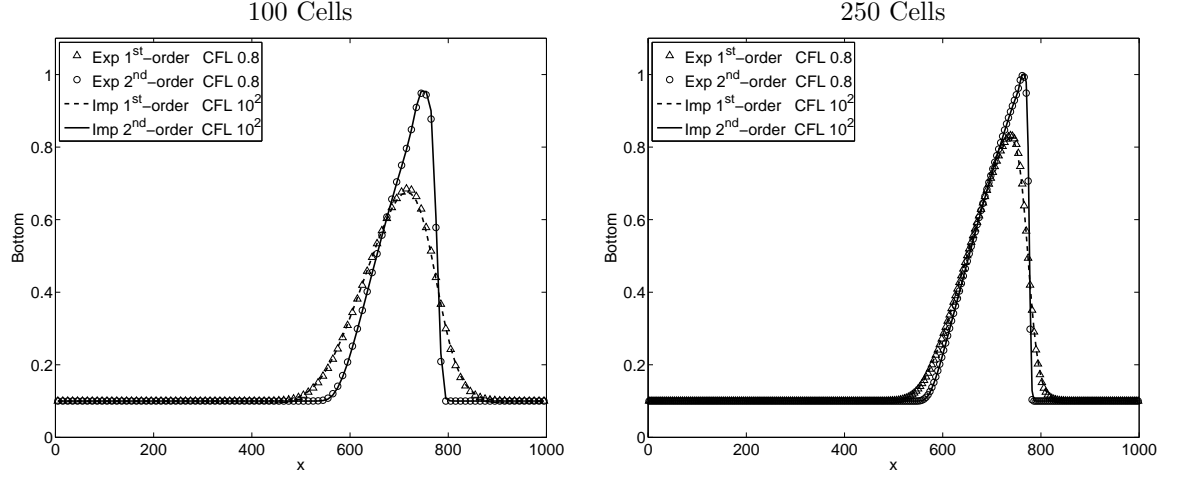 100 Cells
Exp 1st−order CFL 0.8
Exp 2nd−order CFL 0.8
Imp 1st−order CFL 10^2
Imp 2nd−order CFL 10^2
1
0.8
0.6
0.4
0.2
0
Bottom
0 200 400 600 800 1000
x
250 Cells
Exp 1st−order CFL 0.8
Exp 2nd−order CFL 0.8
Imp 1st−order CFL 10^2
Imp 2nd−order CFL 10^2
1
0.8
0.6
0.4
0.2
0
Bottom
0 200 400 600 800 1000
x